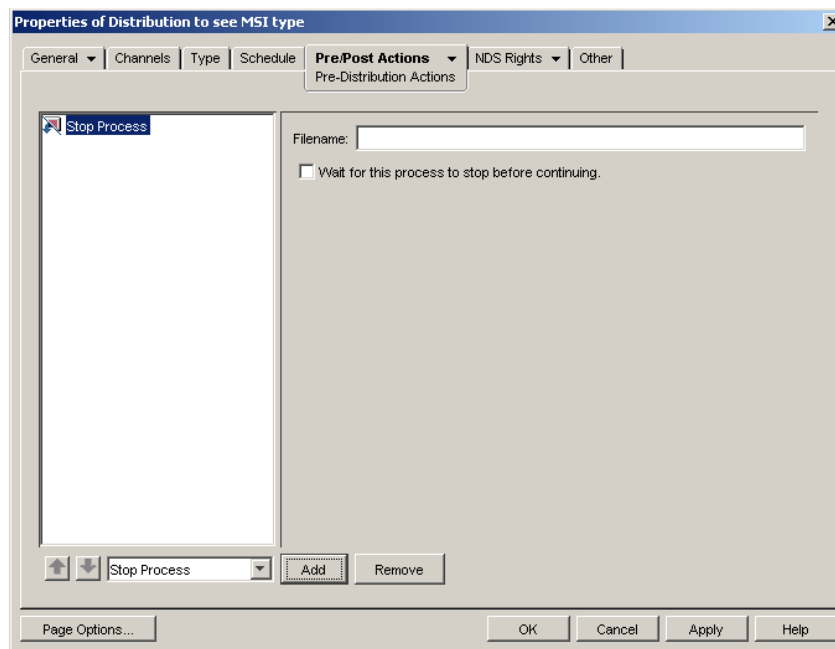 Properties of Distribution to see MSI type
General Channels Type Schedule Pre/Post Actions NDS Rights Other
Pre-Distribution Actions
Stop Process
Filename:
Wait for this process to stop before continuing.
Stop Process Add Remove
Page Options... OK Cancel Apply Help